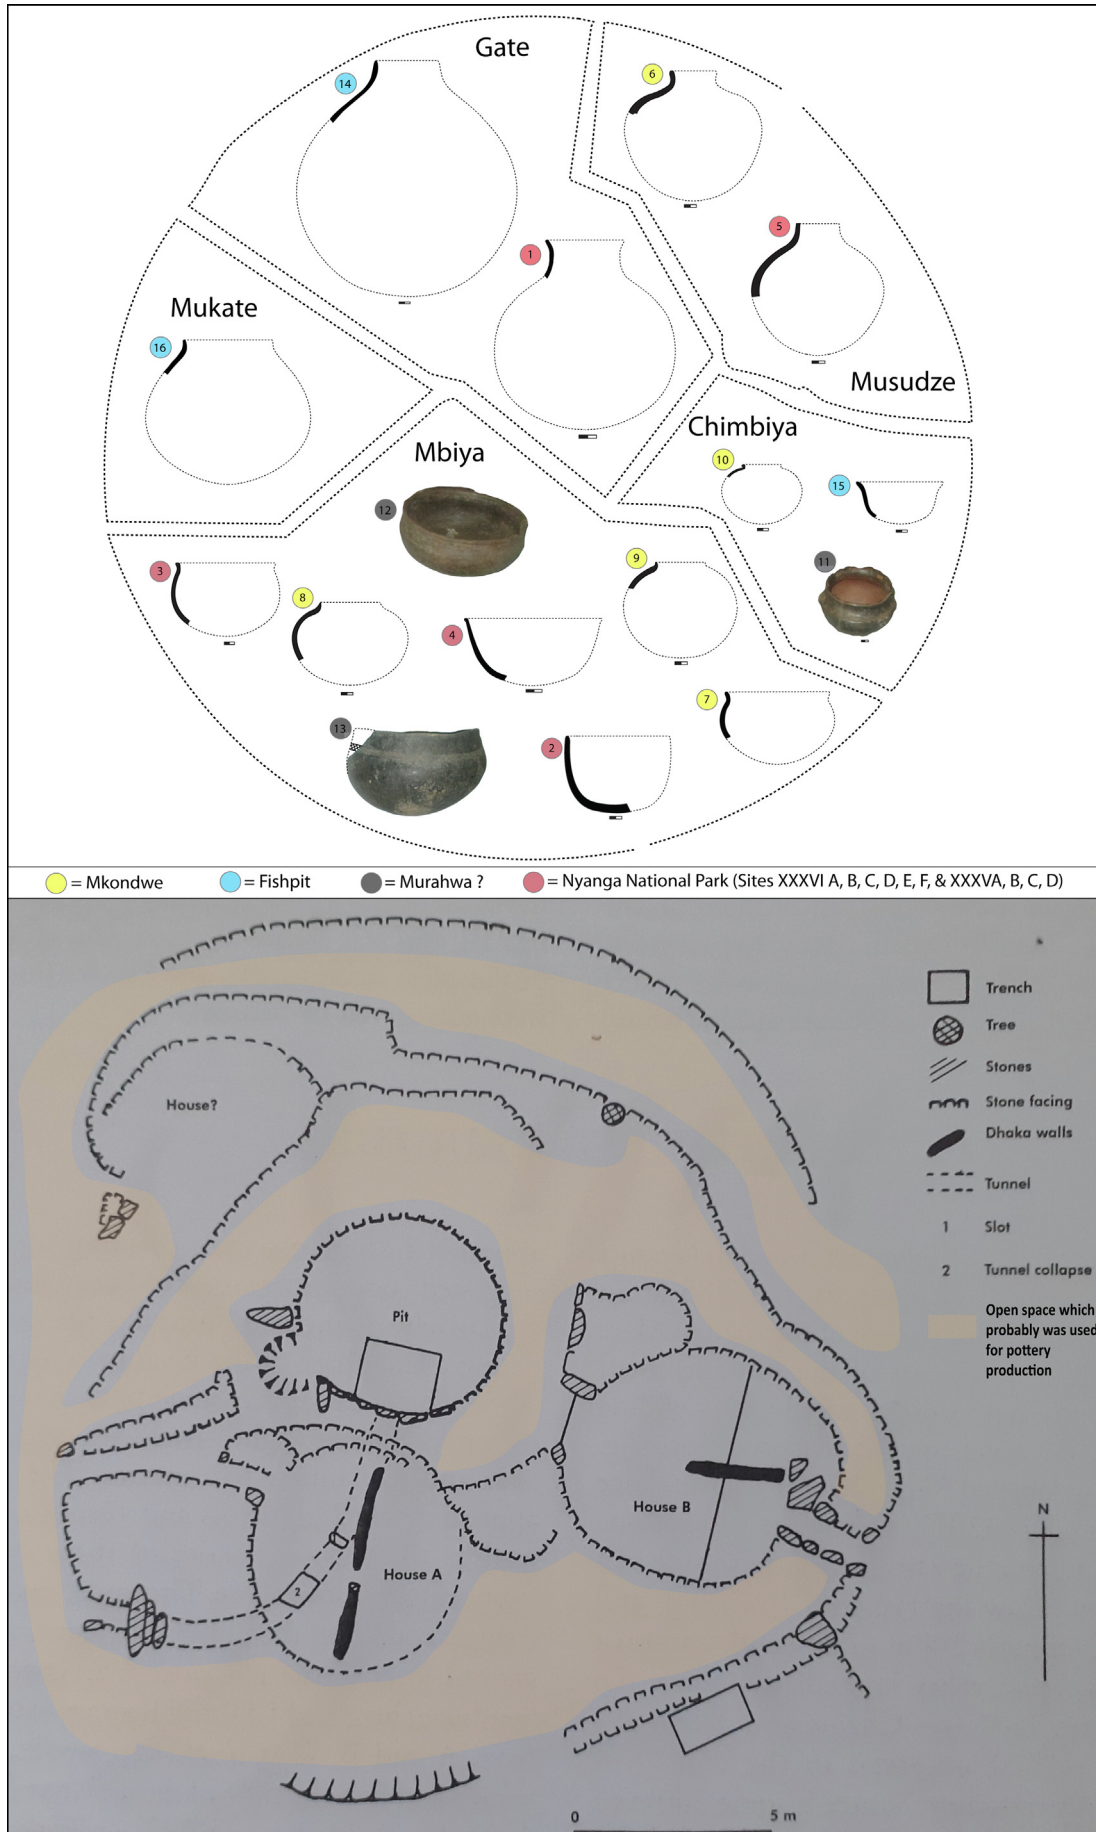 Gate
14
6
1
5
Mukate
16
Musudze
Chimbiya
Mbiya
10
15
12
11
9
3
8
4
7
13
2
= Mkondwe = Fishpit = Murahwa ? = Nyanga National Park (Sites XXXVI A, B, C, D, E, F, & XXXVA, B, C, D)
Trench
Tree
Stones
Stone facing
Dhaka walls
Tunnel
1 Slot
2 Tunnel collapse
Open space which
probably was used
for pottery
production
House?
Pit
House B
House A
2
N
0 5 m